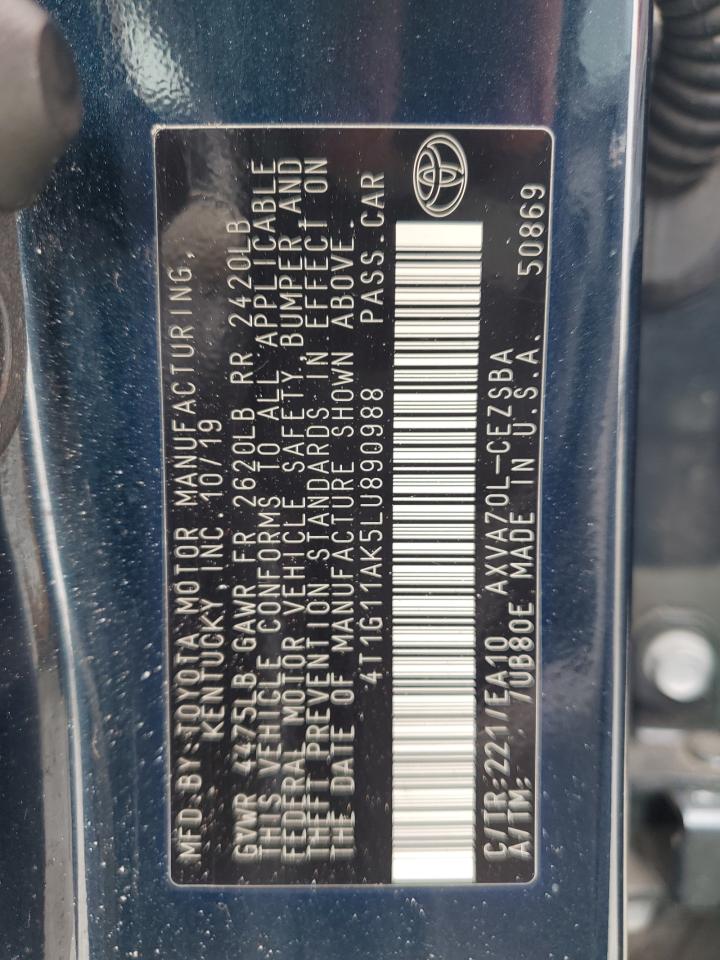 MFD.BY:TOYOTA MOTOR MANUFACTURING,
KENTUCKY, INC. 10/19
GVWR 4475LB GAWR FR 2620LB RR 2420LB
THIS VEHICLE CONFORMS TO ALL APPLICABLE
FEDERAL MOTOR VEHICLE SAFETY, BUMPER AND
THEFT PREVENTION STANDARDS IN EFFECT ON
THE DATE OF MANUFACTURE SHOWN ABOVE.
4T1G11AK5LU890988 PASS.CAR
C/TR:221/EA10 AXVA70L-CEZSBA
A/TM: /UB80E MADE IN U.S.A. 50869